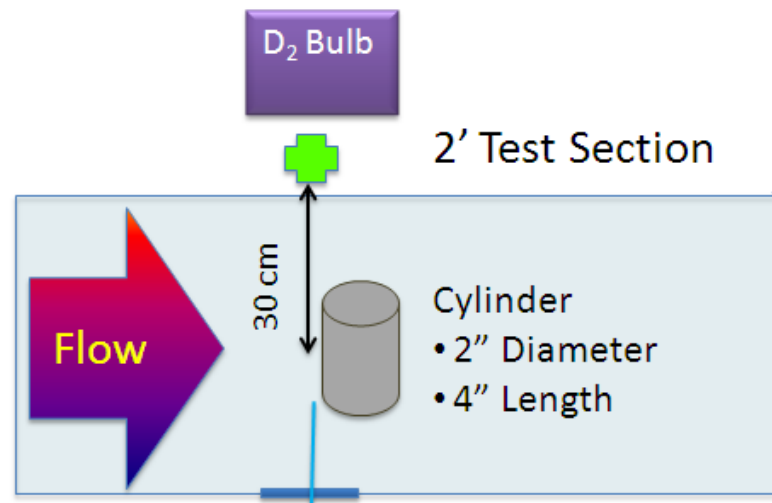 D₂ Bulb
2’ Test Section
30 cm
Flow
Cylinder
• 2” Diameter
• 4” Length